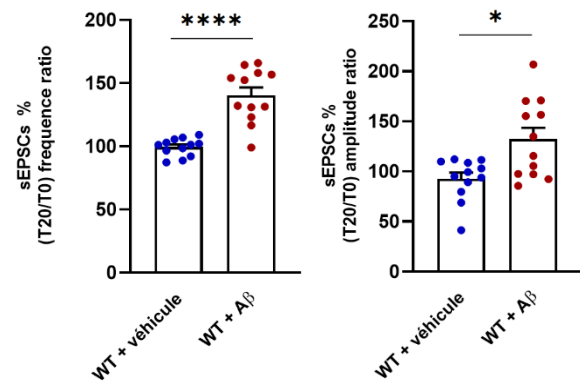 sEPSCs %
(T20/T0) frequence ratio
200
150
100
50
0
****
WT + véhicule
WT + Aβ
sEPSCs %
(T20/T0) amplitude ratio
250
200
150
100
50
0
*
WT + véhicule
WT + Aβ